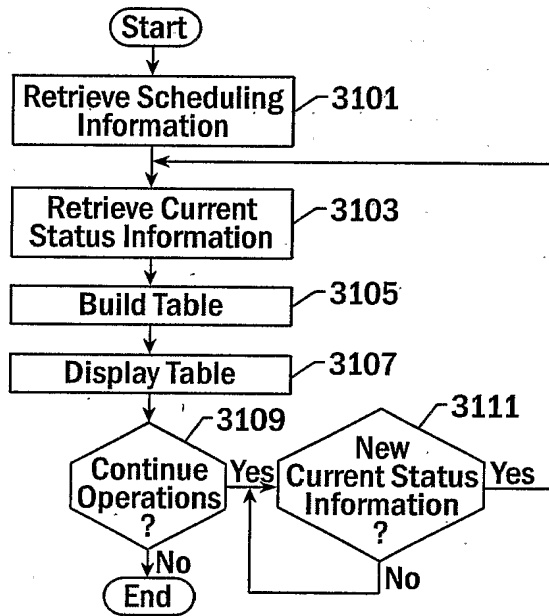 Start
Retrieve Scheduling
Information
3101
Retrieve Current
Status Information
3103
Build Table
3105
Display Table
3107
3109
Continue
Operations
?
Yes
No
End
3111
New
Current Status
Information
?
Yes
No